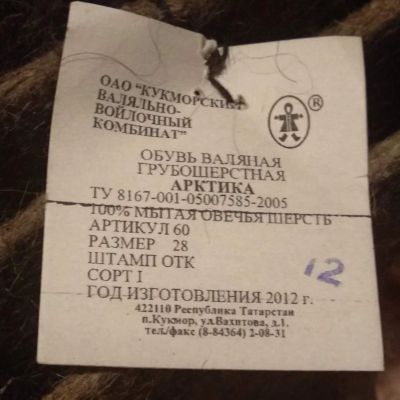 ОАО "КУКМОРСКИЙ
ВАЛЯЛЬНО-
ВОЙЛОЧНЫЙ
КОМБИНАТ"
®
ОБУВЬ ВАЛЯНАЯ
ГРУБОШЕРСТНАЯ
АРКТИКА
ТУ 8167-001-05007585-2005
100% МЫТАЯ ОВЕЧЬЯ ШЕРСТЬ
АРТИКУЛ 60
РАЗМЕР 28
ШТАМП ОТК
12
СОРТ I
ГОД ИЗГОТОВЛЕНИЯ 2012 г.
422110 Республика Татарстан
п.Кукмор, ул.Вахитова, д.1.
тел./факс (8-84364) 2-08-31